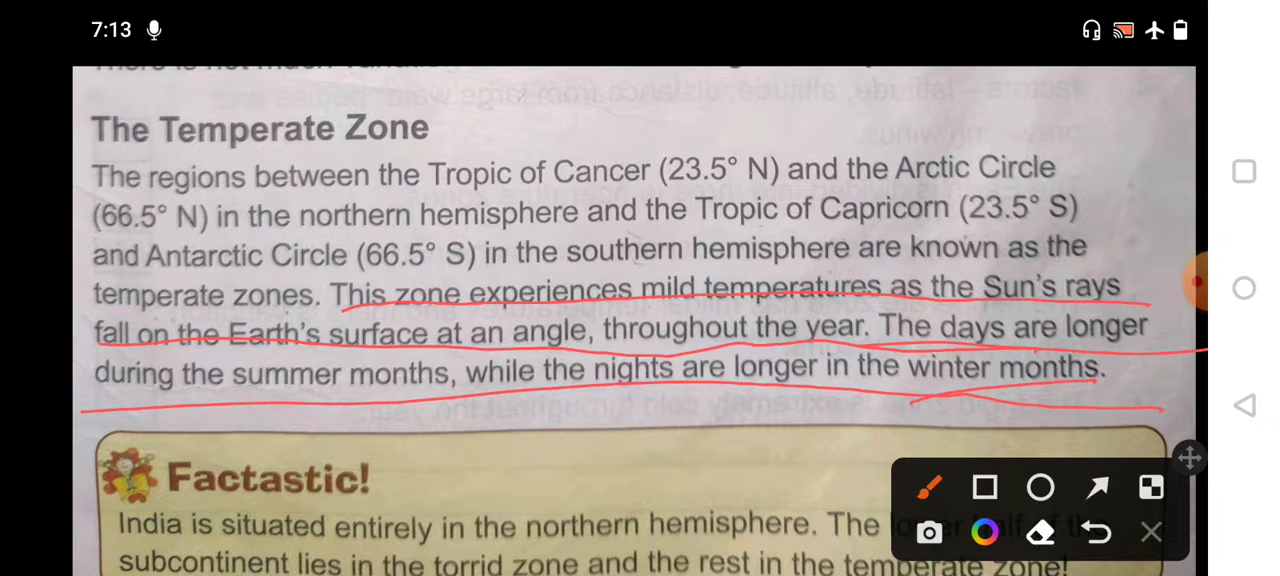 7:13
The Temperate Zone
The regions between the Tropic of Cancer (23.5° N) and the Arctic Circle
(66.5° N) in the northern hemisphere and the Tropic of Capricorn (23.5° S)
and Antarctic Circle (66.5° S) in the southern hemisphere are known as the
temperate zones. This zone experiences mild temperatures as the Sun's rays
fall on the Earth's surface at an angle, throughout the year. The days are longer
during the summer months, while the nights are longer in the winter months.
Factastic!
India is situated entirely in the northern hemisphere. The lower half of the
subcontinent lies in the torrid zone and the rest in the temperate zone!